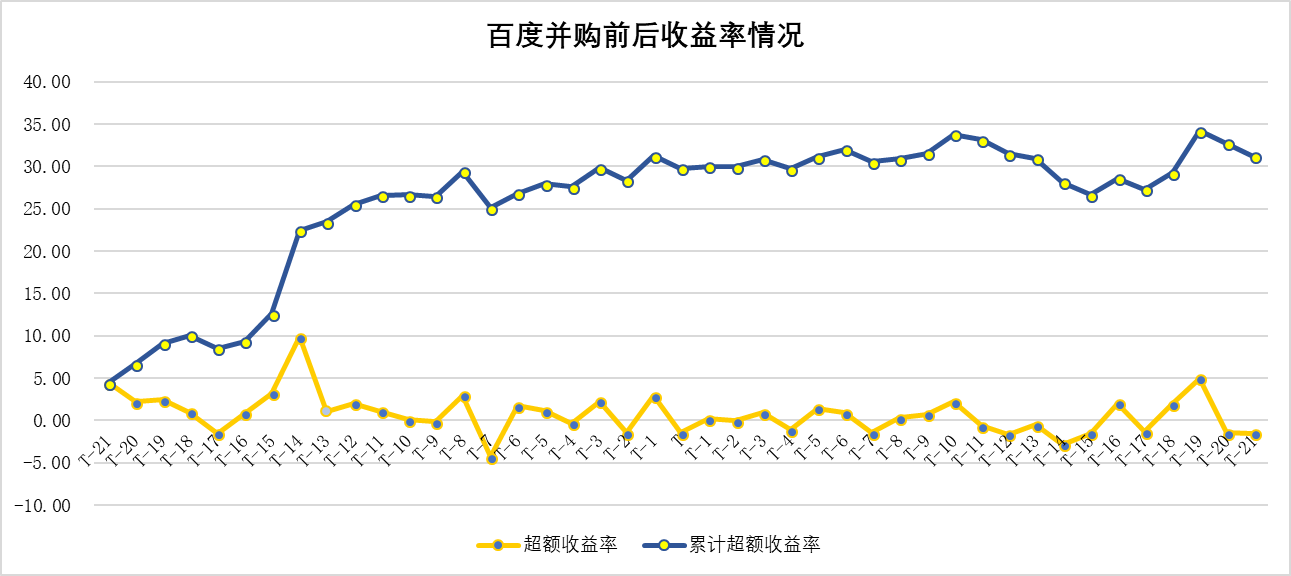 百度并购前后收益率情况
40.00
35.00
30.00
25.00
20.00
15.00
10.00
5.00
0.00
-5.00
-10.00
T-21
T-20
T-19
T-18
T-17
T-16
T-15
T-14
T-13
T-12
T-11
T-10
T-9
T-8
T-7
T-6
T-5
T-4
T-3
T-2
T-1
T
T-1
T-2
T-3
T-4
T-5
T-6
T-7
T-8
T-9
T-10
T-11
T-12
T-13
T-14
T-15
T-16
T-17
T-18
T-19
T-20
T-21
超额收益率
累计超额收益率